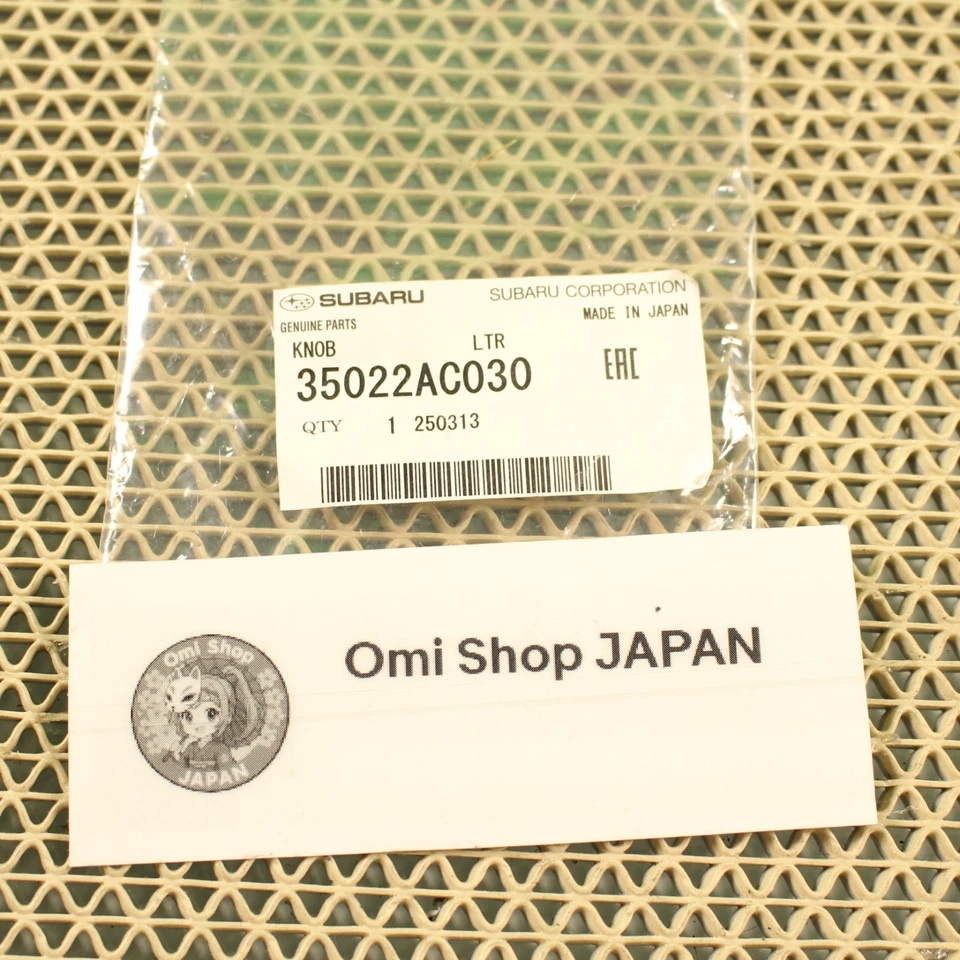 SUBARU SUBARU CORPORATION
GENUINE PARTS MADE IN JAPAN
KNOB LTR
35022AC030 EAC
QTY 1 250313
Omi Shop JAPAN
Omi Shop
JAPAN